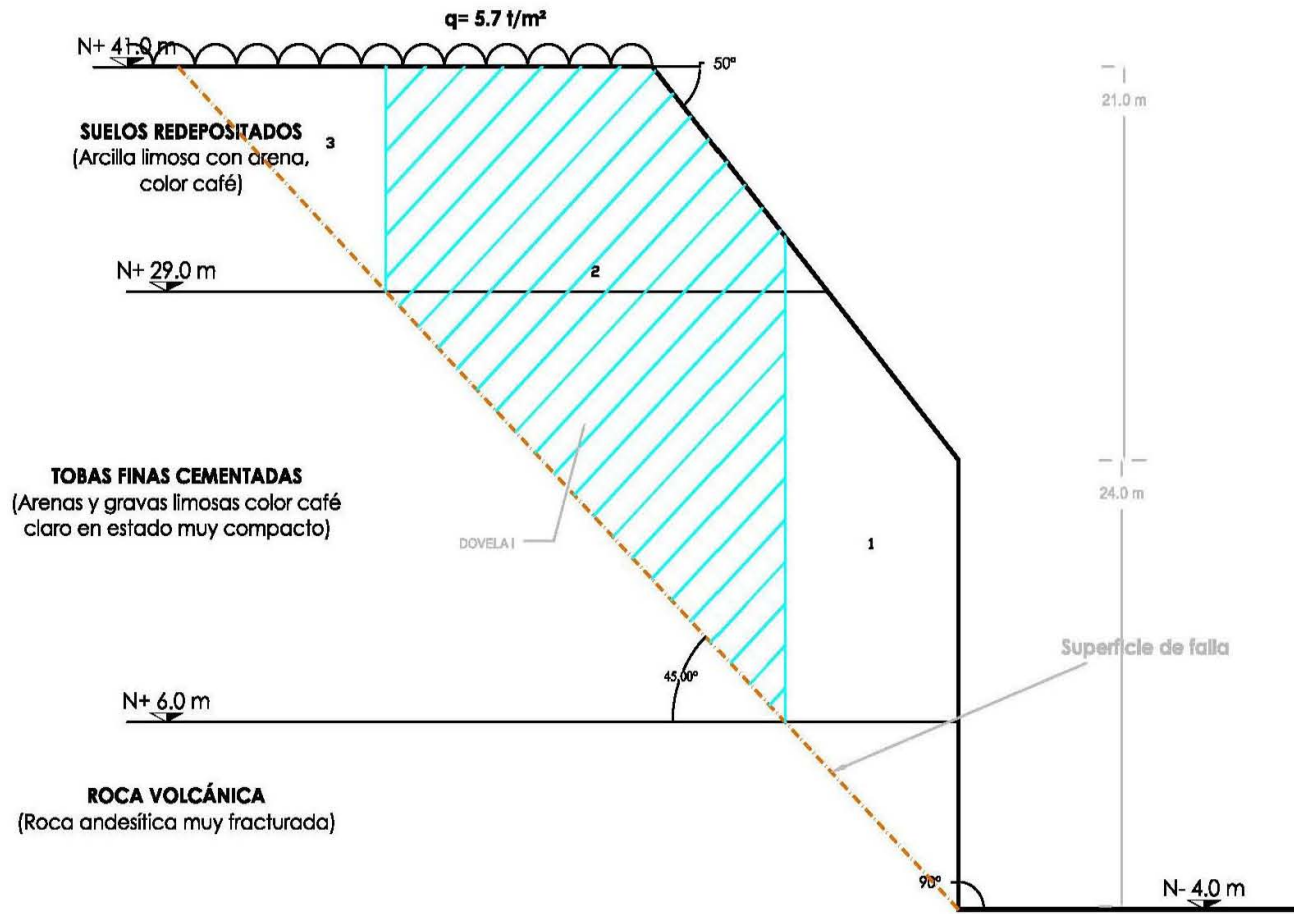 q= 5.7 t/m²
N+ 41.0 m
50°
21.0 m
SUELOS REDEPOSITADOS
(Arcilla limosa con arena,
color café)
3
N+ 29.0 m
2
TOBAS FINAS CEMENTADAS
(Arenas y gravas limosas color café
claro en estado muy compacto)
24.0 m
DOVELA I
1
Superficie de falla
45.00°
N+ 6.0 m
ROCA VOLCÁNICA
(Roca andesítica muy fracturada)
90°
N- 4.0 m